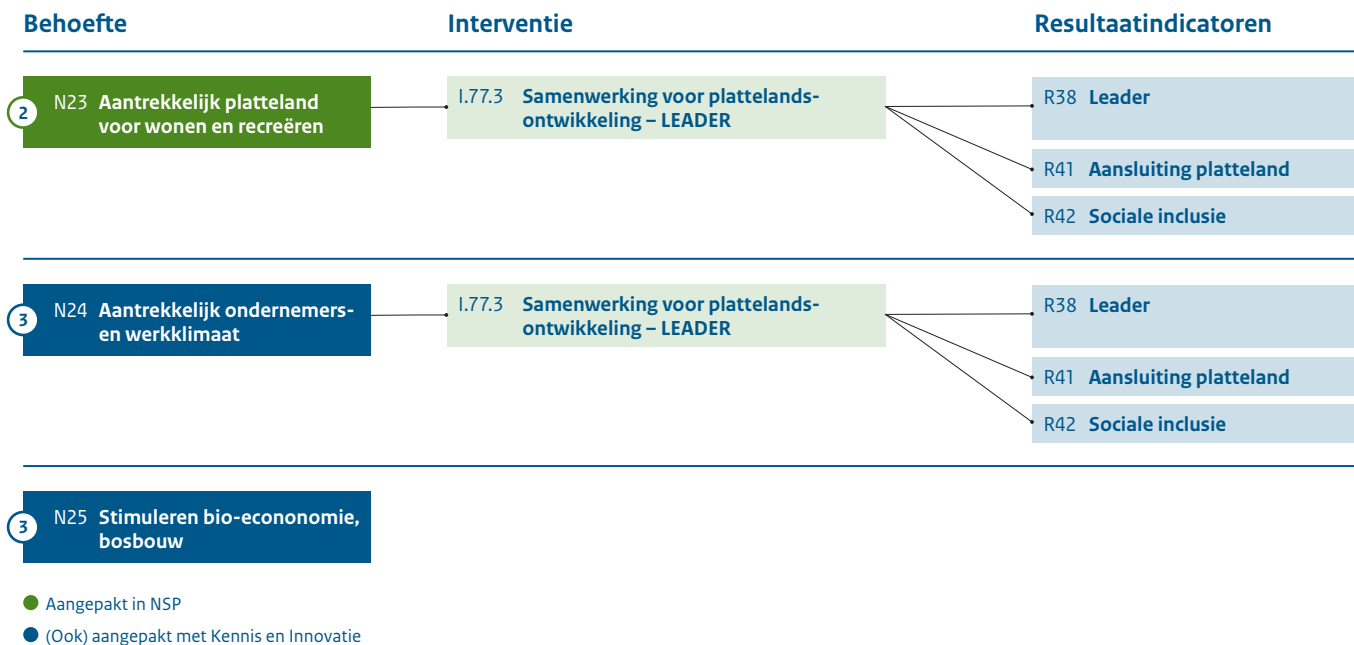 Behoefte
Interventie
Resultaatindicatoren
2
N23 Aantrekkelijk platteland
voor wonen en recreëren
I.77.3 Samenwerking voor plattelands-
ontwikkeling – LEADER
R38 Leader
R41 Aansluiting platteland
R42 Sociale inclusie
3
N24 Aantrekkelijk ondernemers-
en werkklimaat
I.77.3 Samenwerking voor plattelands-
ontwikkeling – LEADER
R38 Leader
R41 Aansluiting platteland
R42 Sociale inclusie
3
N25 Stimuleren bio-econonomie,
bosbouw
Aangepakt in NSP
(Ook) aangepakt met Kennis en Innovatie